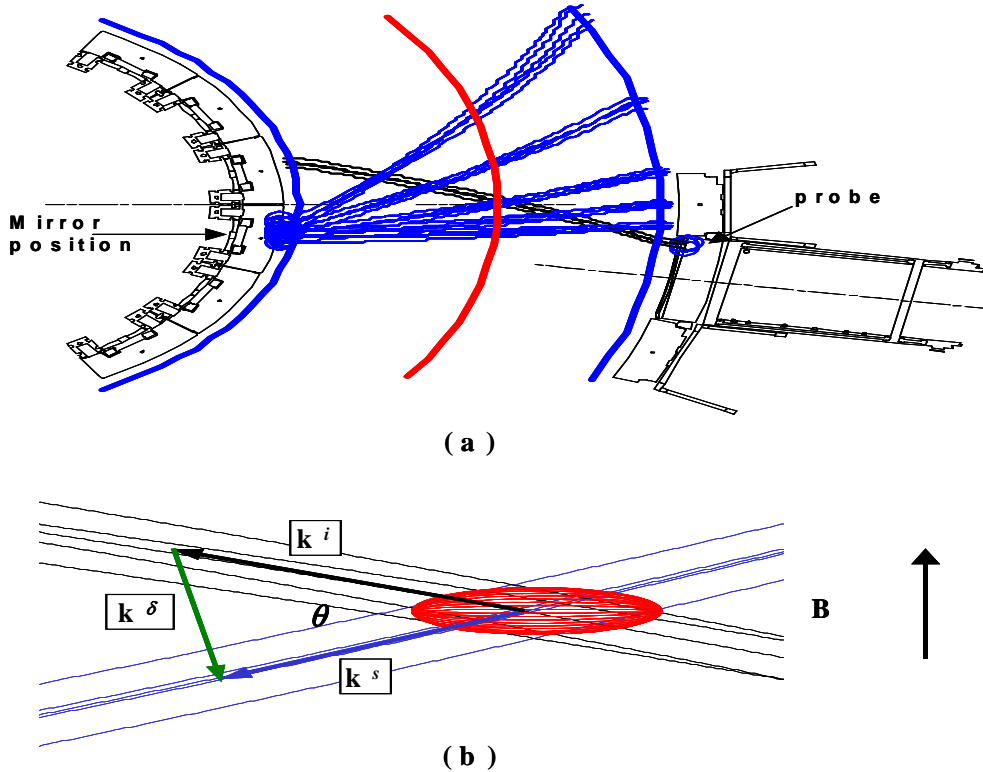 probe
Mirror
position
(a)
k i
k δ
θ
B
k s
(b)